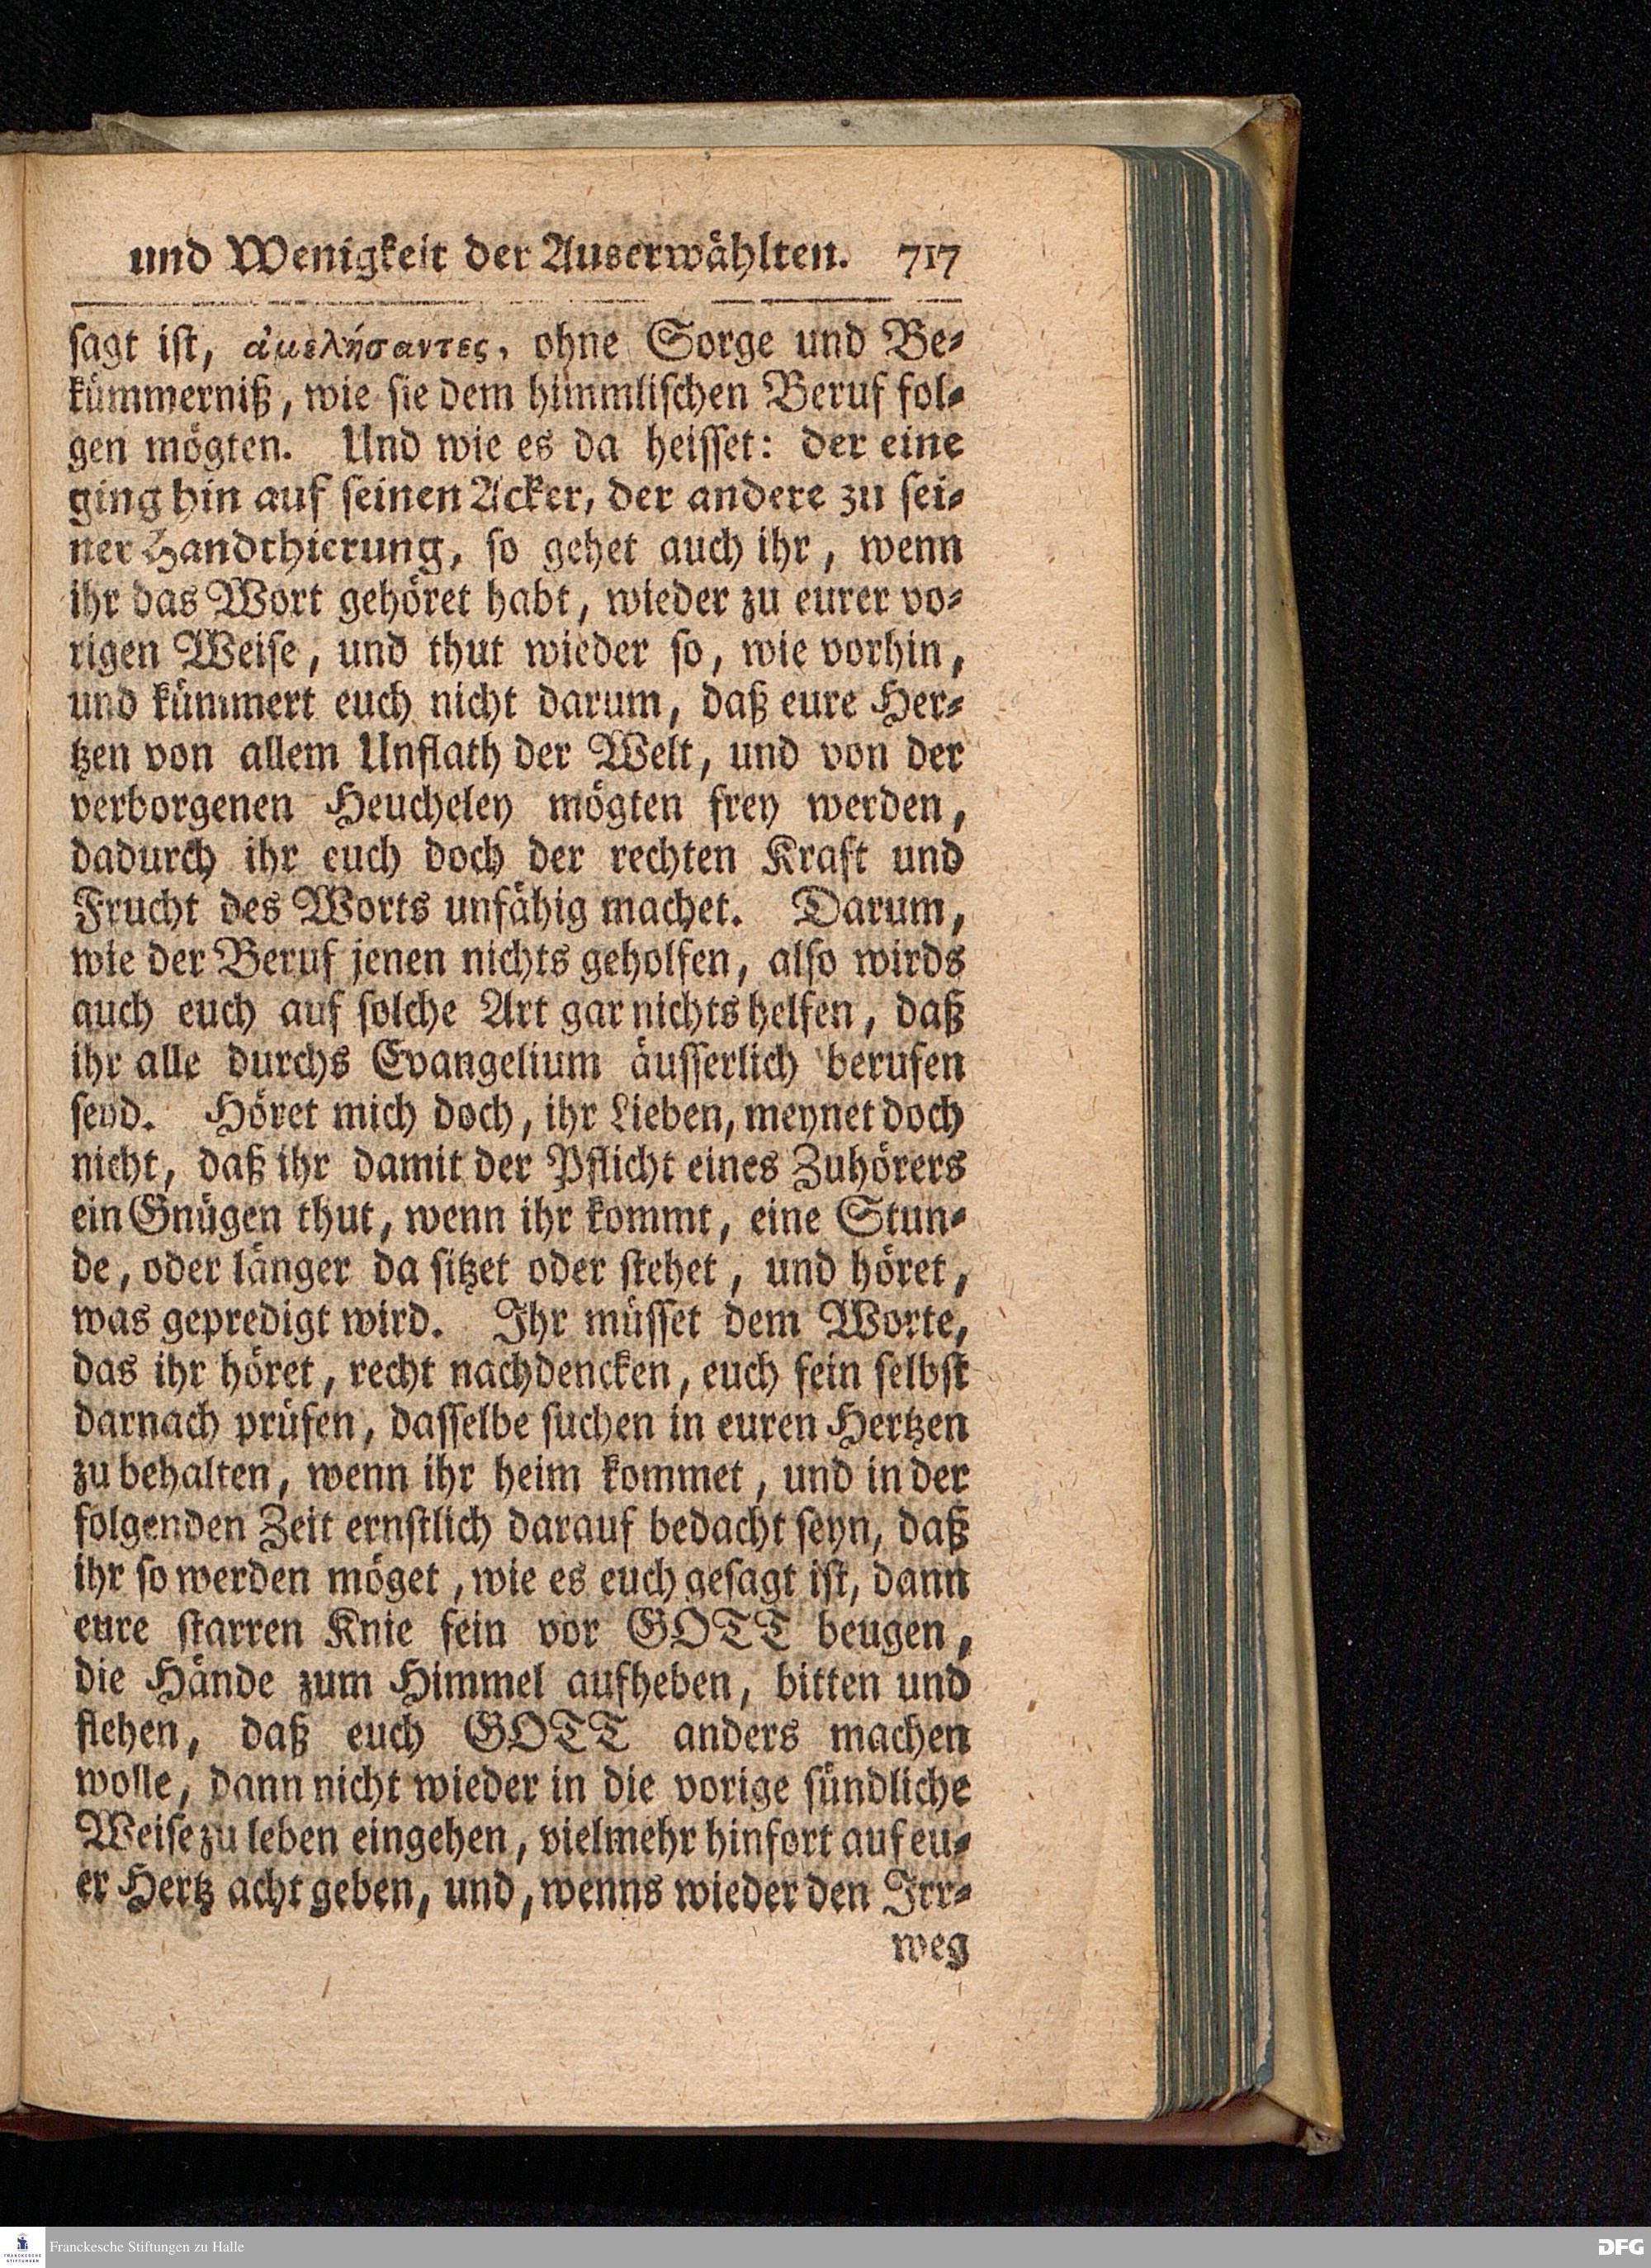 und Wenigkeit der Auserwählten. 717
sagt ist, ἀμελήσαντες, ohne Sorge und Be-
kümmerniß, wie sie dem himmlischen Beruf fol-
gen mögten. Und wie es da heisset: der eine
ging hin auf seinen Acker, der andere zu sei-
ner Handthierung, so gehet auch ihr, wenn
ihr das Wort gehöret habt, wieder zu eurer vo-
rigen Weise, und thut wieder so, wie vorhin,
und kümmert euch nicht darum, daß eure Her-
tzen von allem Unflath der Welt, und von der
verborgenen Heucheley mögten frey werden,
dadurch ihr euch doch der rechten Kraft und
Frucht des Worts unfähig machet. Darum,
wie der Beruf jenen nichts geholfen, also wirds
auch euch auf solche Art gar nichts helfen, daß
ihr alle durchs Evangelium äusserlich berufen
seyd. Höret mich doch, ihr Lieben, meynet doch
nicht, daß ihr damit der Pflicht eines Zuhörers
ein Gnügen thut, wenn ihr kommt, eine Stun-
de, oder länger da sitzet oder stehet, und höret,
was gepredigt wird. Ihr müsset dem Worte,
das ihr höret, recht nachdencken, euch fein selbst
darnach prüfen, dasselbe suchen in euren Hertzen
zu behalten, wenn ihr heim kommet, und in der
folgenden Zeit ernstlich darauf bedacht seyn, daß
ihr so werden möget, wie es euch gesagt ist, dann
eure starren Knie fein vor GOTT beugen,
die Hände zum Himmel aufheben, bitten und
flehen, daß euch GOTT anders machen
wolle, dann nicht wieder in die vorige sündliche
Weise zu leben eingehen, vielmehr hinfort auf eu-
er Hertz acht geben, und, wenns wieder den Irr-
weg
Franckesche Stiftungen zu Halle
FRANCKESCHE
STIFTUNGEN
DFG